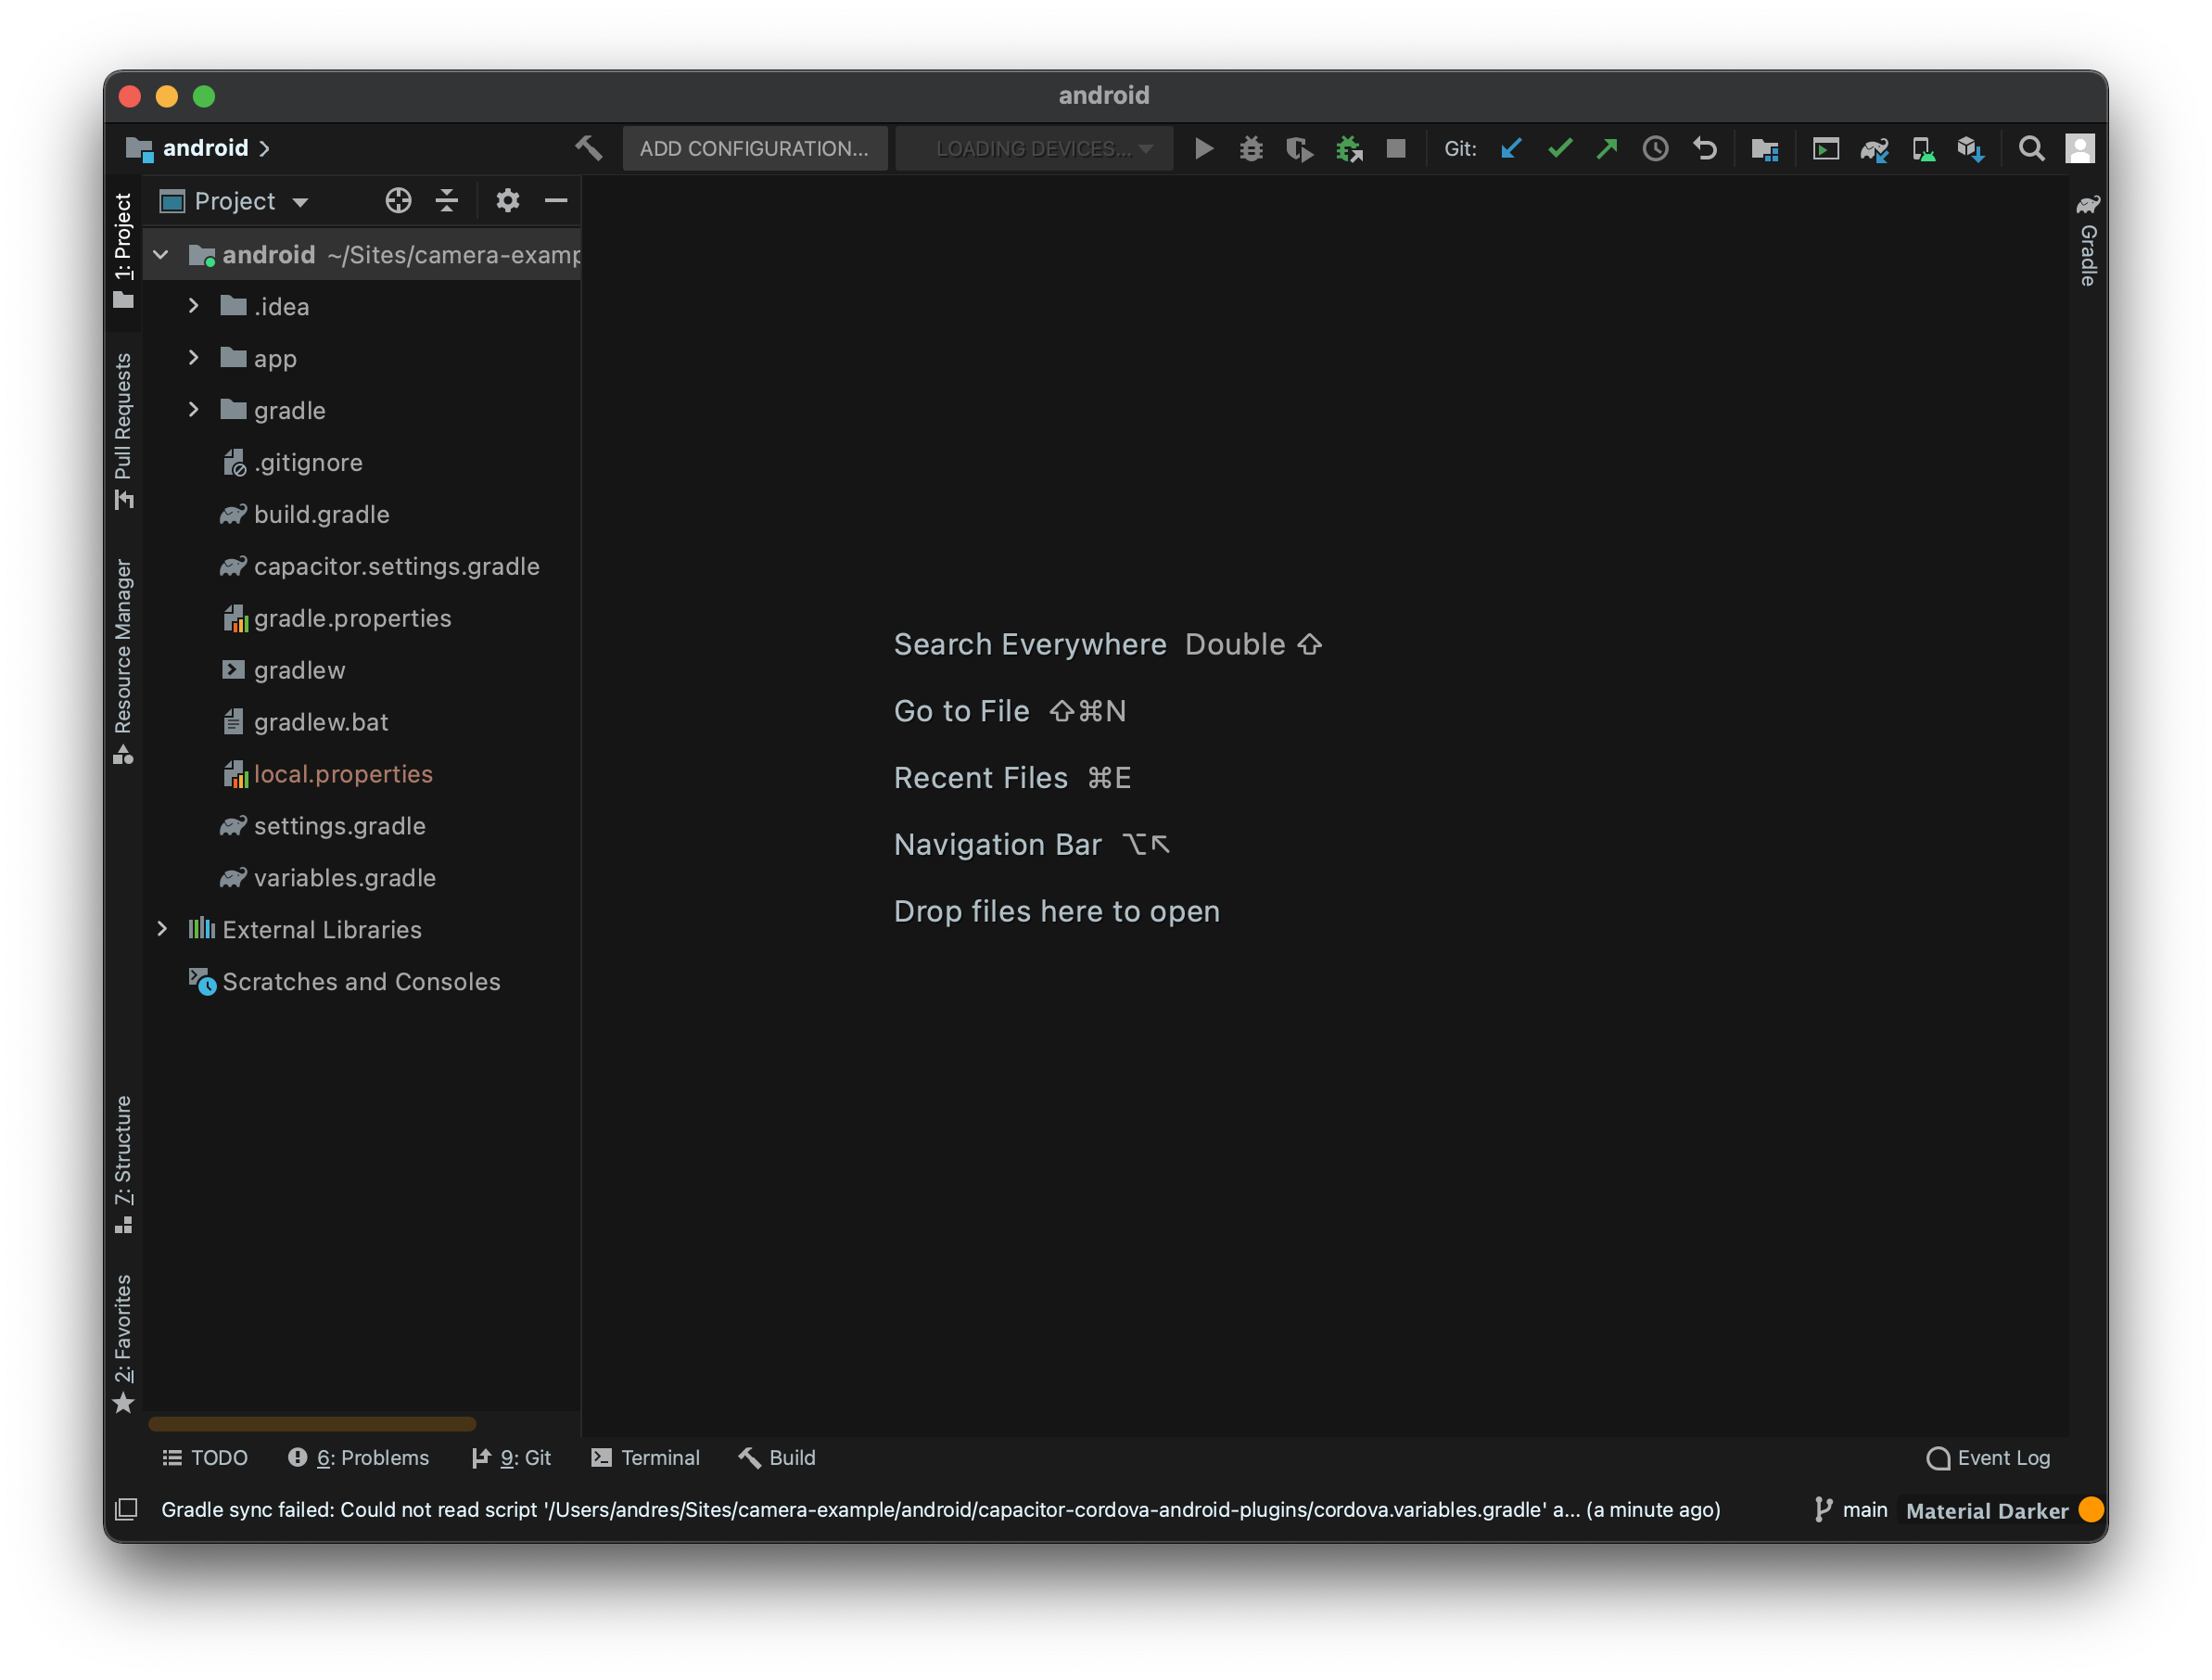 android
android
ADD CONFIGURATION...
LOADING DEVICES...
Git:
1: Project
Pull Requests
Resource Manager
7: Structure
2: Favorites
Project
android ~/Sites/camera-examp
.idea
app
gradle
.gitignore
build.gradle
capacitor.settings.gradle
gradle.properties
gradlew
gradlew.bat
local.properties
settings.gradle
variables.gradle
External Libraries
Scratches and Consoles
Search Everywhere Double ⇧
Go to File ⇧⌘N
Recent Files ⌘E
Navigation Bar ⌥↖
Drop files here to open
Gradle
TODO
6: Problems
9: Git
Terminal
Build
Event Log
Gradle sync failed: Could not read script '/Users/andres/Sites/camera-example/android/capacitor-cordova-android-plugins/cordova.variables.gradle' a... (a minute ago)
main
Material Darker